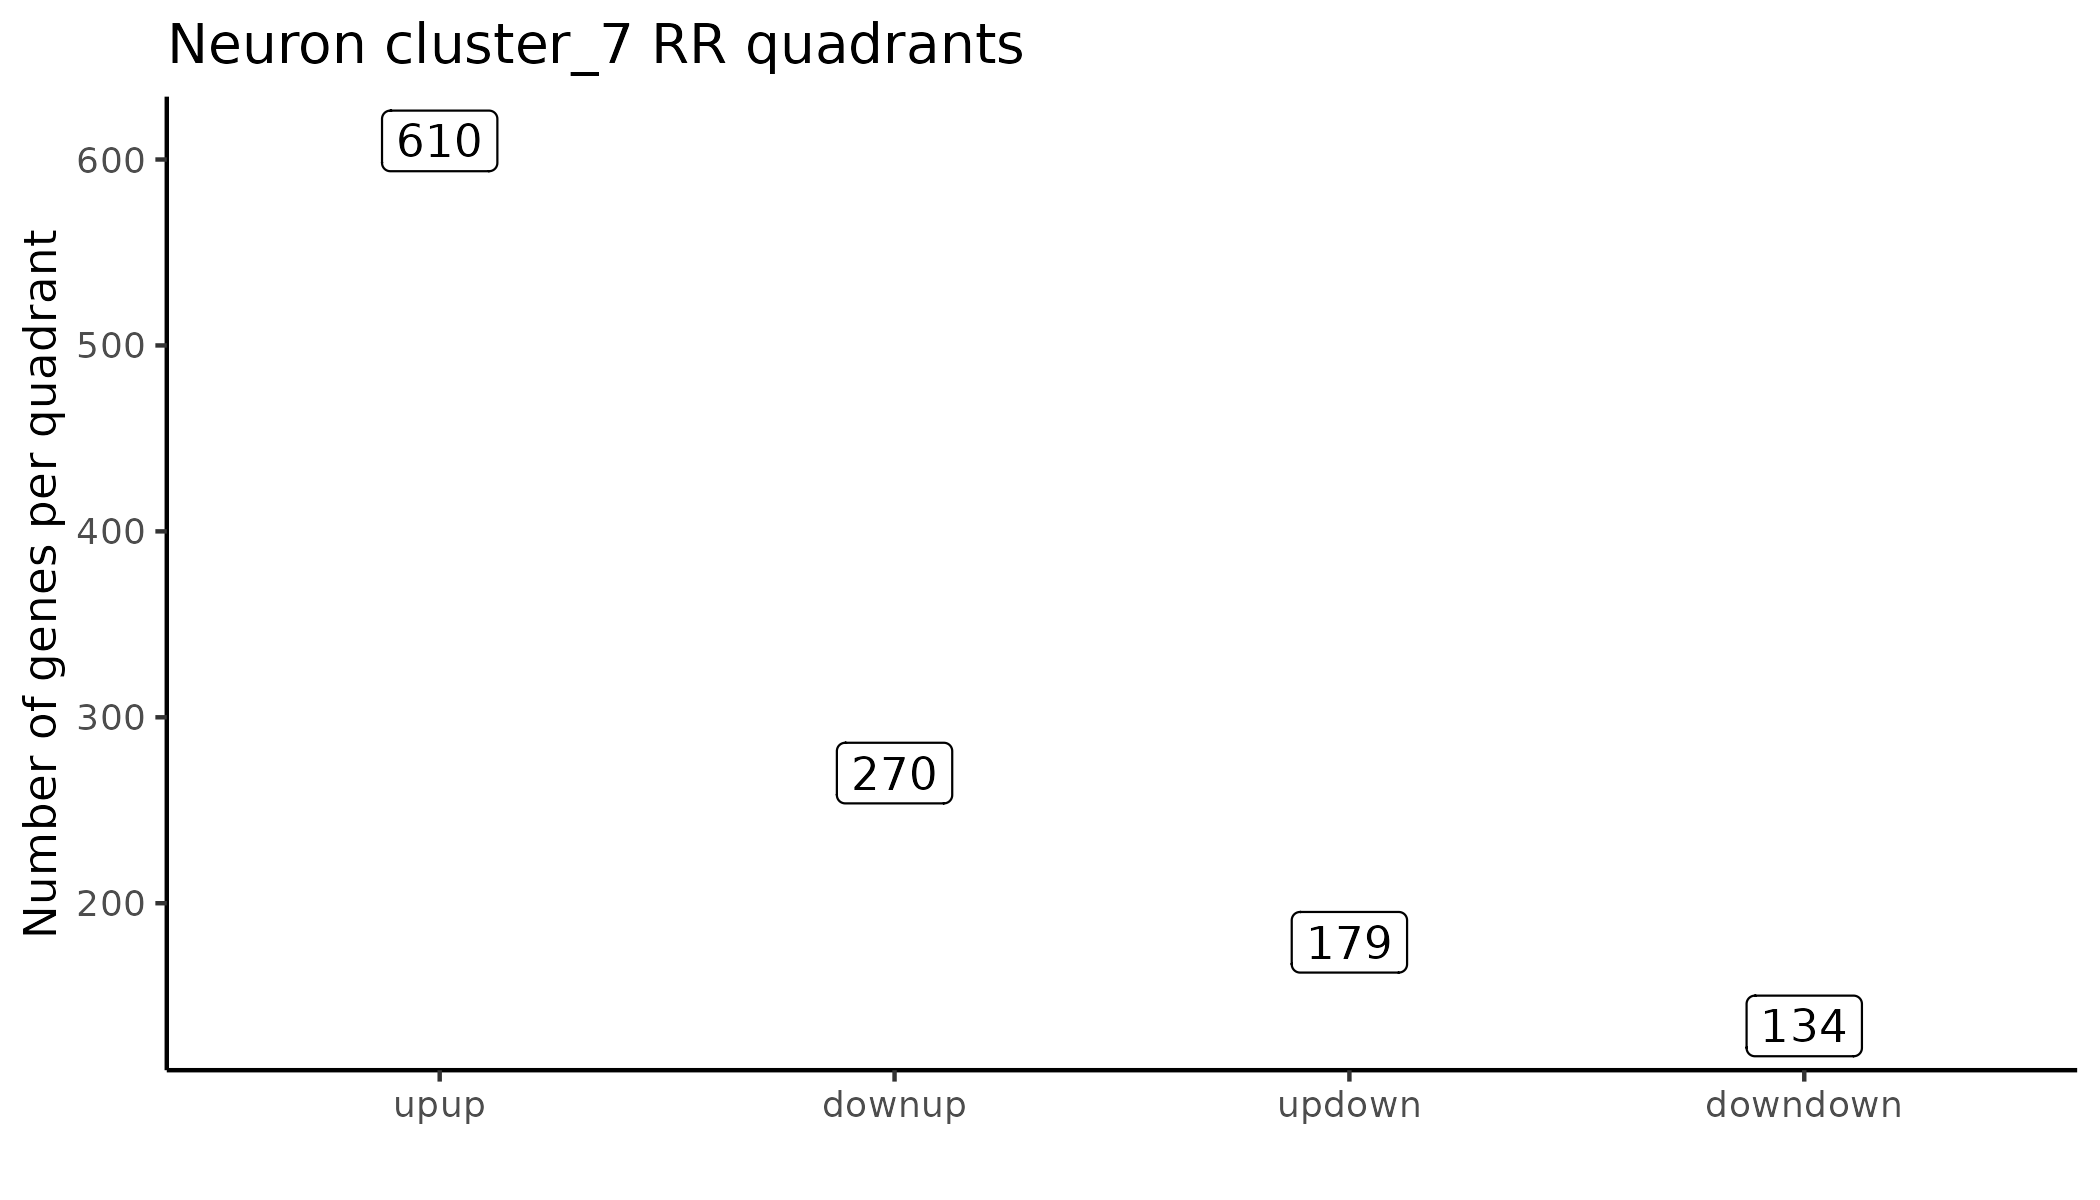 Neuron cluster_7 RR quadrants
Number of genes per quadrant
600
500
400
300
200
610
270
179
134
upup
downup
updown
downdown